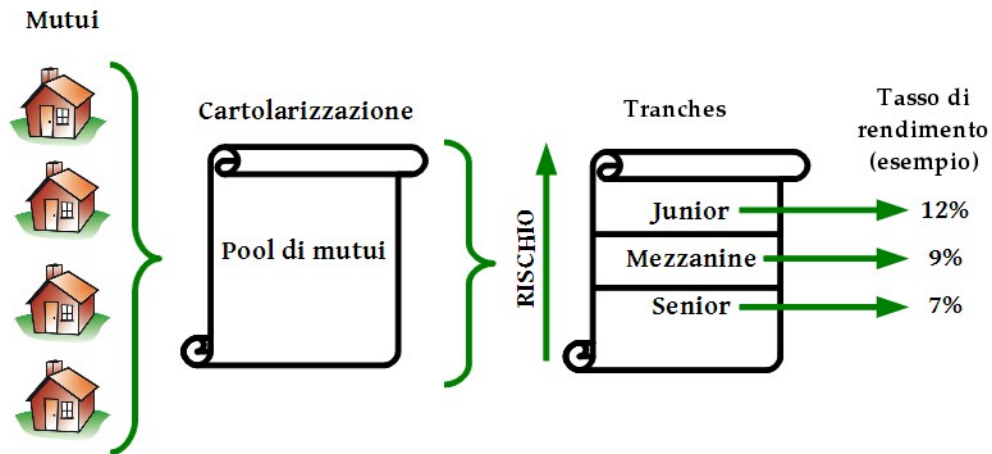 Mutui
Cartolarizzazione
Pool di mutui
RISCHIO
Tranches
Junior
Mezzanine
Senior
Tasso di
rendimento
(esempio)
12%
9%
7%